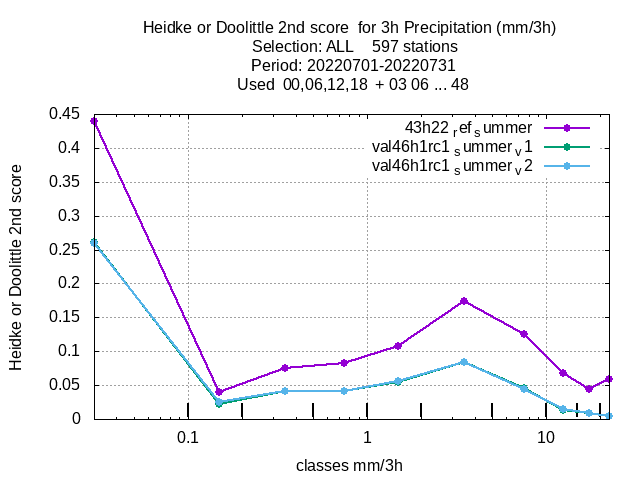 Heidke or Doolittle 2nd score  for 3h Precipitation (mm/3h)
Selection: ALL    597 stations
Period: 20220701-20220731
Used  00,06,12,18  + 03 06 ... 48
43h22 ref summer
val46h1rc1 summer v1
val46h1rc1 summer v2
0.45
0.4
0.35
0.3
0.25
0.2
0.15
0.1
0.05
0
Heidke or Doolittle 2nd score
0.1 1 10
classes mm/3h